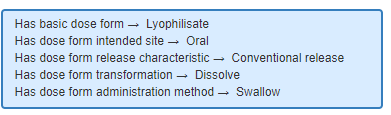 Has basic dose form → Lyophilisate
Has dose form intended site → Oral
Has dose form release characteristic → Conventional release
Has dose form transformation → Dissolve
Has dose form administration method → Swallow